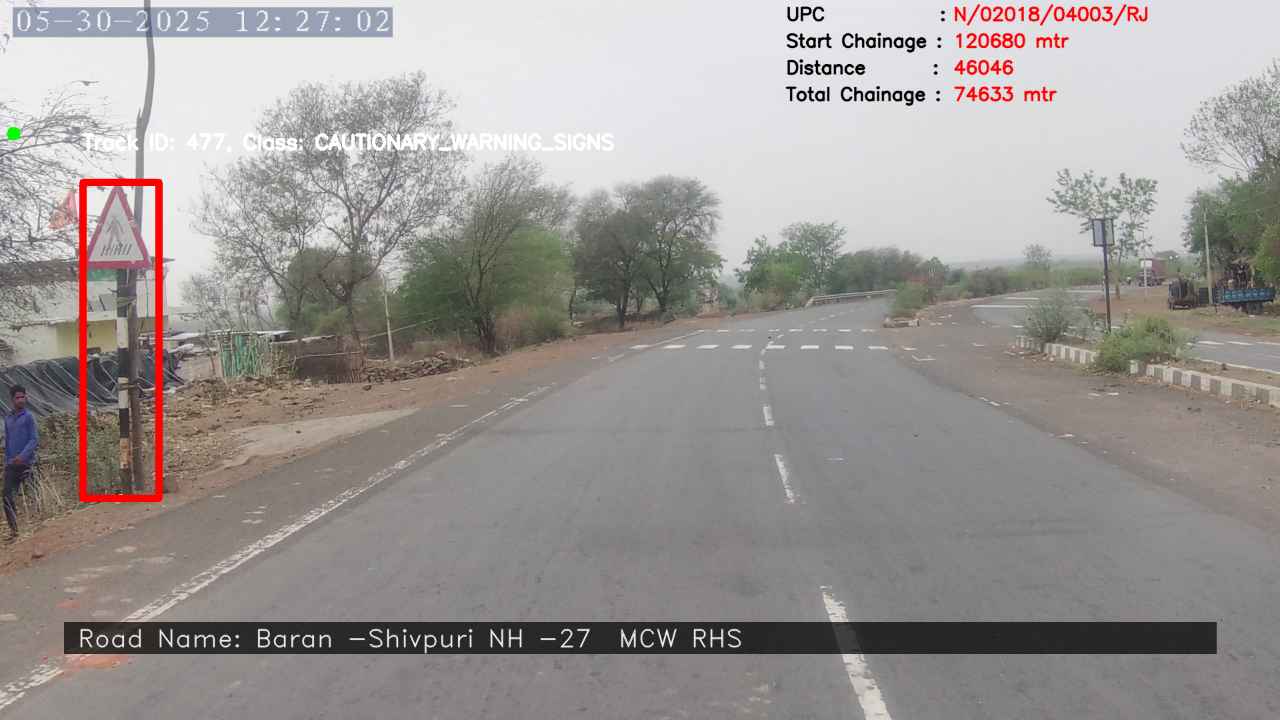 05-30-2025 12:27:02
UPC : N/02018/04003/RJ
Start Chainage : 120680 mtr
Distance : 46046
Total Chainage : 74633 mtr
Track ID: 477, Class: CAUTIONARY_WARNING_SIGNS
Road Name: Baran -Shivpuri NH -27 MCW RHS